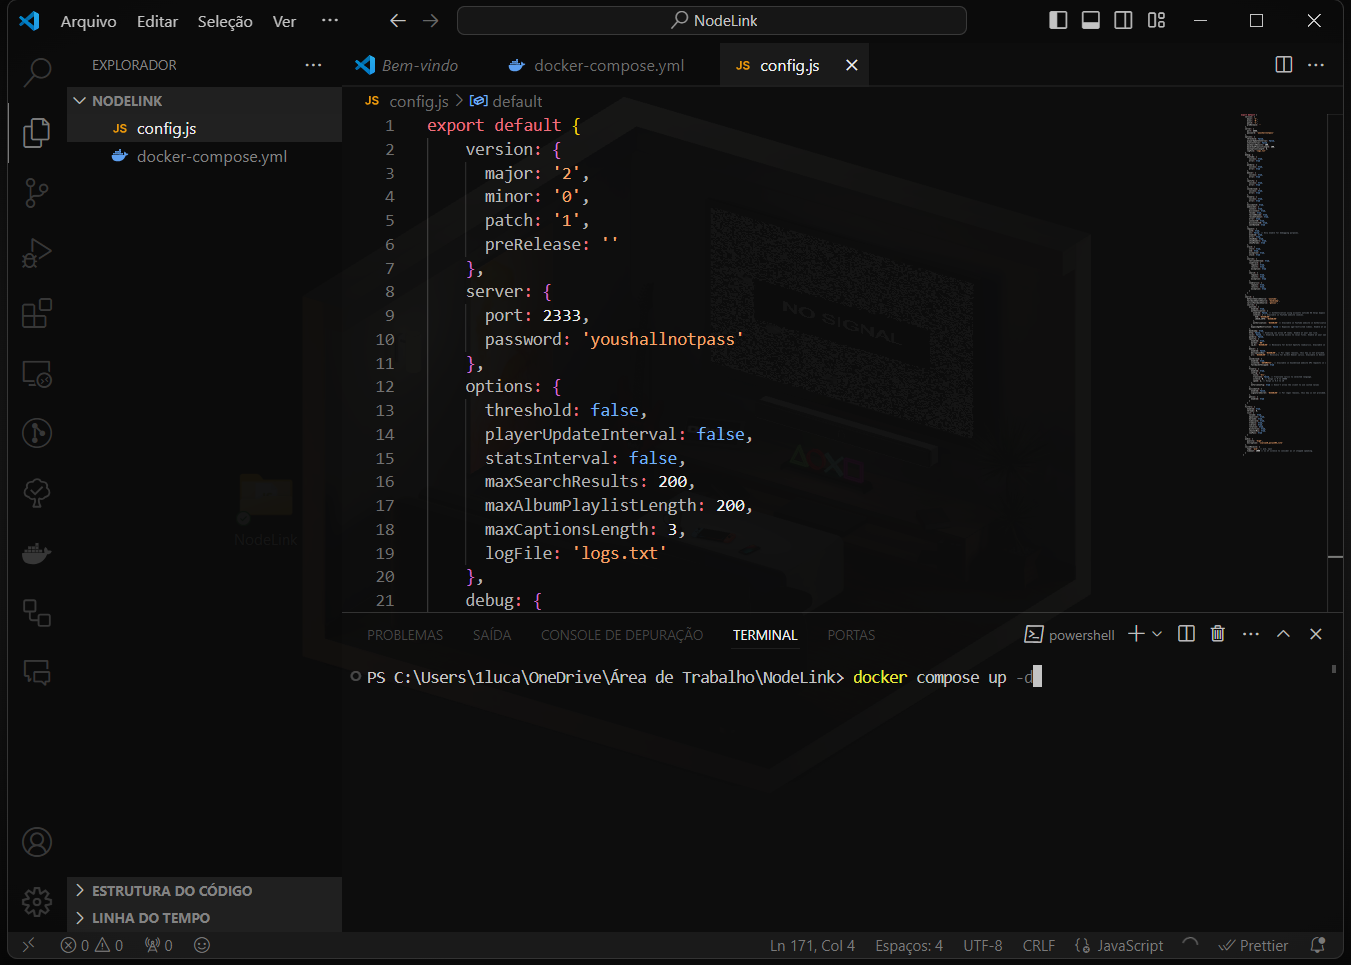 Arquivo Editar Seleção Ver ··· NodeLink
EXPLORADOR ···
Bem-vindo docker-compose.yml JS config.js
NODELINK
JS config.js
docker-compose.yml
JS config.js > default
1 export default {
2 version: {
3 major: '2',
4 minor: '0',
5 patch: '1',
6 preRelease: ''
7 },
8 server: {
9 port: 2333,
10 password: 'youshallnotpass'
11 },
12 options: {
13 threshold: false,
14 playerUpdateInterval: false,
15 statsInterval: false,
16 maxSearchResults: 200,
17 maxAlbumPlaylistLength: 200,
18 maxCaptionsLength: 3,
19 logFile: 'logs.txt'
20 },
21 debug: {
NO SIGNAL
NodeLink
PROBLEMAS SAÍDA CONSOLE DE DEPURAÇÃO TERMINAL PORTAS powershell
PS C:\Users\1luca\OneDrive\Área de Trabalho\NodeLink> docker compose up -d
ESTRUTURA DO CÓDIGO
LINHA DO TEMPO
0 0 0 Ln 171, Col 4 Espaços: 4 UTF-8 CRLF {} JavaScript Prettier